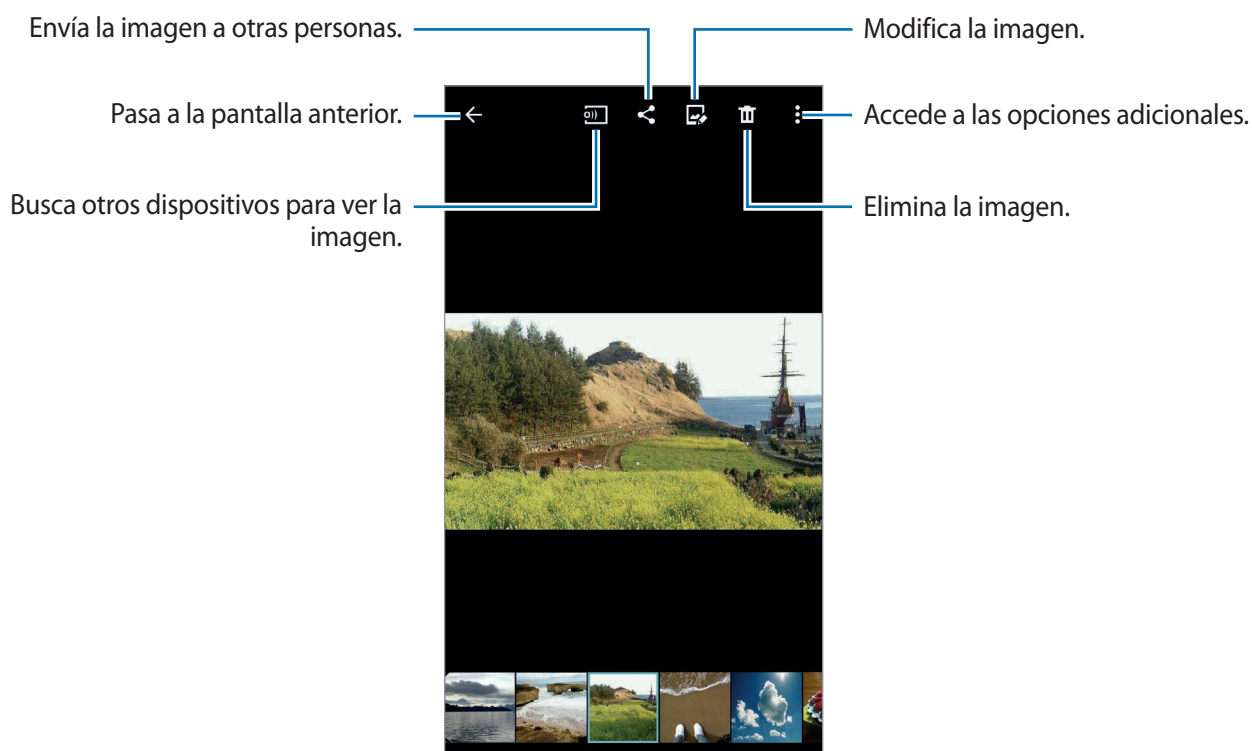 Envía la imagen a otras personas.
Modifica la imagen.
Pasa a la pantalla anterior.
Accede a las opciones adicionales.
Busca otros dispositivos para ver la
imagen.
Elimina la imagen.